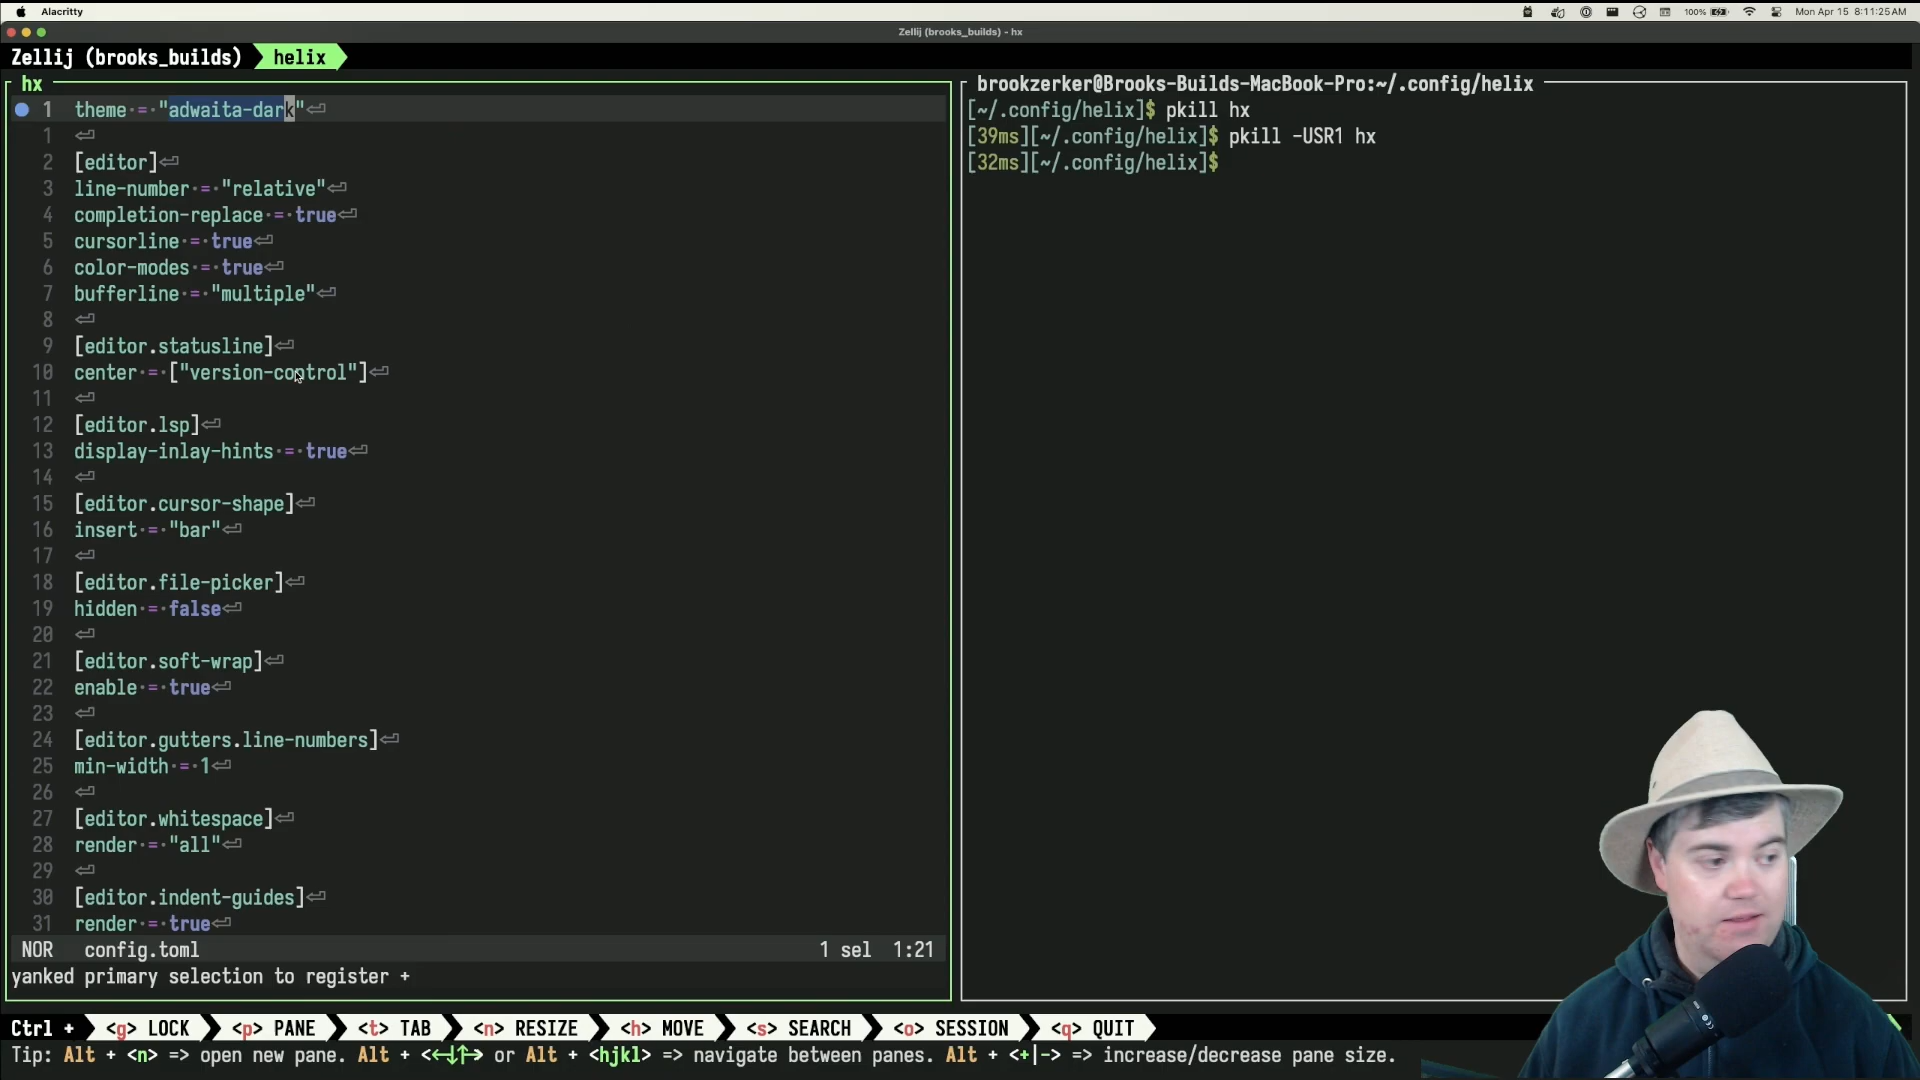 Alacritty
100%
Mon Apr 15 8:11:25 AM
Zellij (brooks_builds) - hx
Zellij (brooks_builds) helix
hx
1 theme·=·"adwaita-dark"⏎
1 ⏎
2 [editor]⏎
3 line-number·=·"relative"⏎
4 completion-replace·=·true⏎
5 cursorline·=·true⏎
6 color-modes·=·true⏎
7 bufferline·=·"multiple"⏎
8 ⏎
9 [editor.statusline]⏎
10 center·=·["version-control"]⏎
11 ⏎
12 [editor.lsp]⏎
13 display-inlay-hints·=·true⏎
14 ⏎
15 [editor.cursor-shape]⏎
16 insert·=·"bar"⏎
17 ⏎
18 [editor.file-picker]⏎
19 hidden·=·false⏎
20 ⏎
21 [editor.soft-wrap]⏎
22 enable·=·true⏎
23 ⏎
24 [editor.gutters.line-numbers]⏎
25 min-width·=·1⏎
26 ⏎
27 [editor.whitespace]⏎
28 render·=·"all"⏎
29 ⏎
30 [editor.indent-guides]⏎
31 render·=·true⏎
NOR config.toml 1 sel 1:21
yanked primary selection to register +
brookzerker@Brooks-Builds-MacBook-Pro:~/.config/helix
[~/.config/helix]$ pkill hx
[39ms][~/.config/helix]$ pkill -USR1 hx
[32ms][~/.config/helix]$
Ctrl + <g> LOCK <p> PANE <t> TAB <n> RESIZE <h> MOVE <s> SEARCH <o> SESSION <q> QUIT
Tip: Alt + <n> => open new pane. Alt + <←↓↑→> or Alt + <hjkl> => navigate between panes. Alt + <+|-> => increase/decrease pane size.